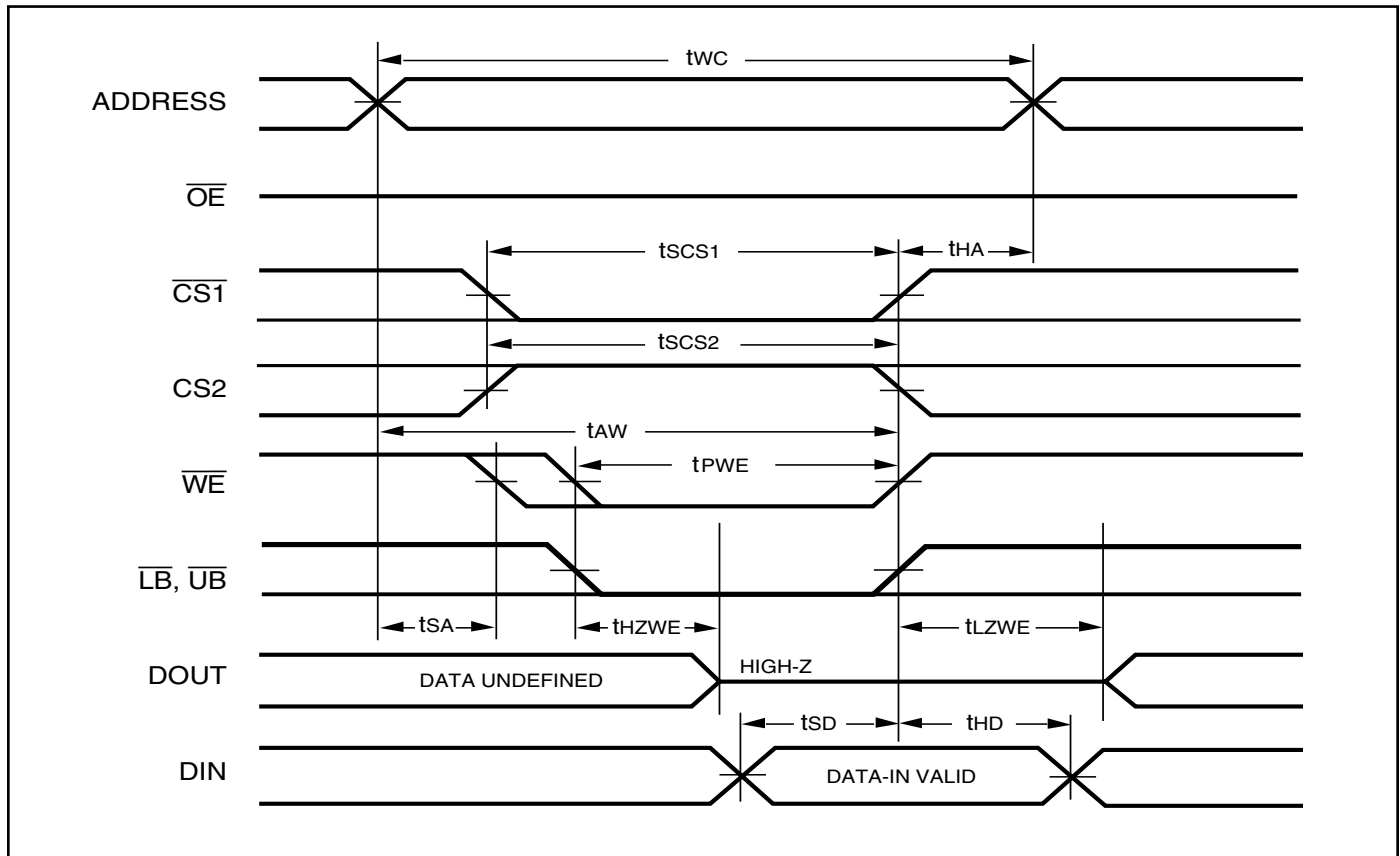 tWC
ADDRESS
OE
tSCS1
tHA
CS1
tSCS2
CS2
tAW
WE
tPWE
LB, UB
tSA
tHZWE
tLZWE
DOUT
DATA UNDEFINED
HIGH-Z
tSD
tHD
DIN
DATA-IN VALID